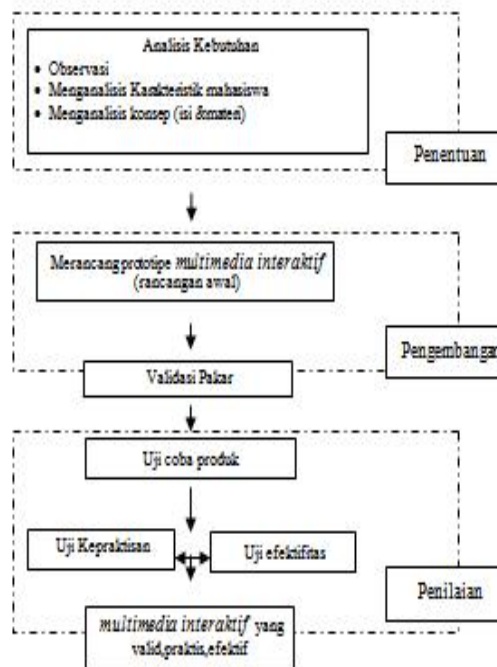 Analisis Kebutuhan
• Observasi
• Menganalisis Karakteristik mahasiswa
• Menganalisis konsep (isi &materi)
Penentuan
Merancang prototipe multimedia interaktif
(rancangan awal)
Pengembangan
Validasi Pakar
Uji coba produk
Uji Kepraktisan
Uji efektifitas
Penilaian
multimedia interaktif yang
valid,praktis,efektif